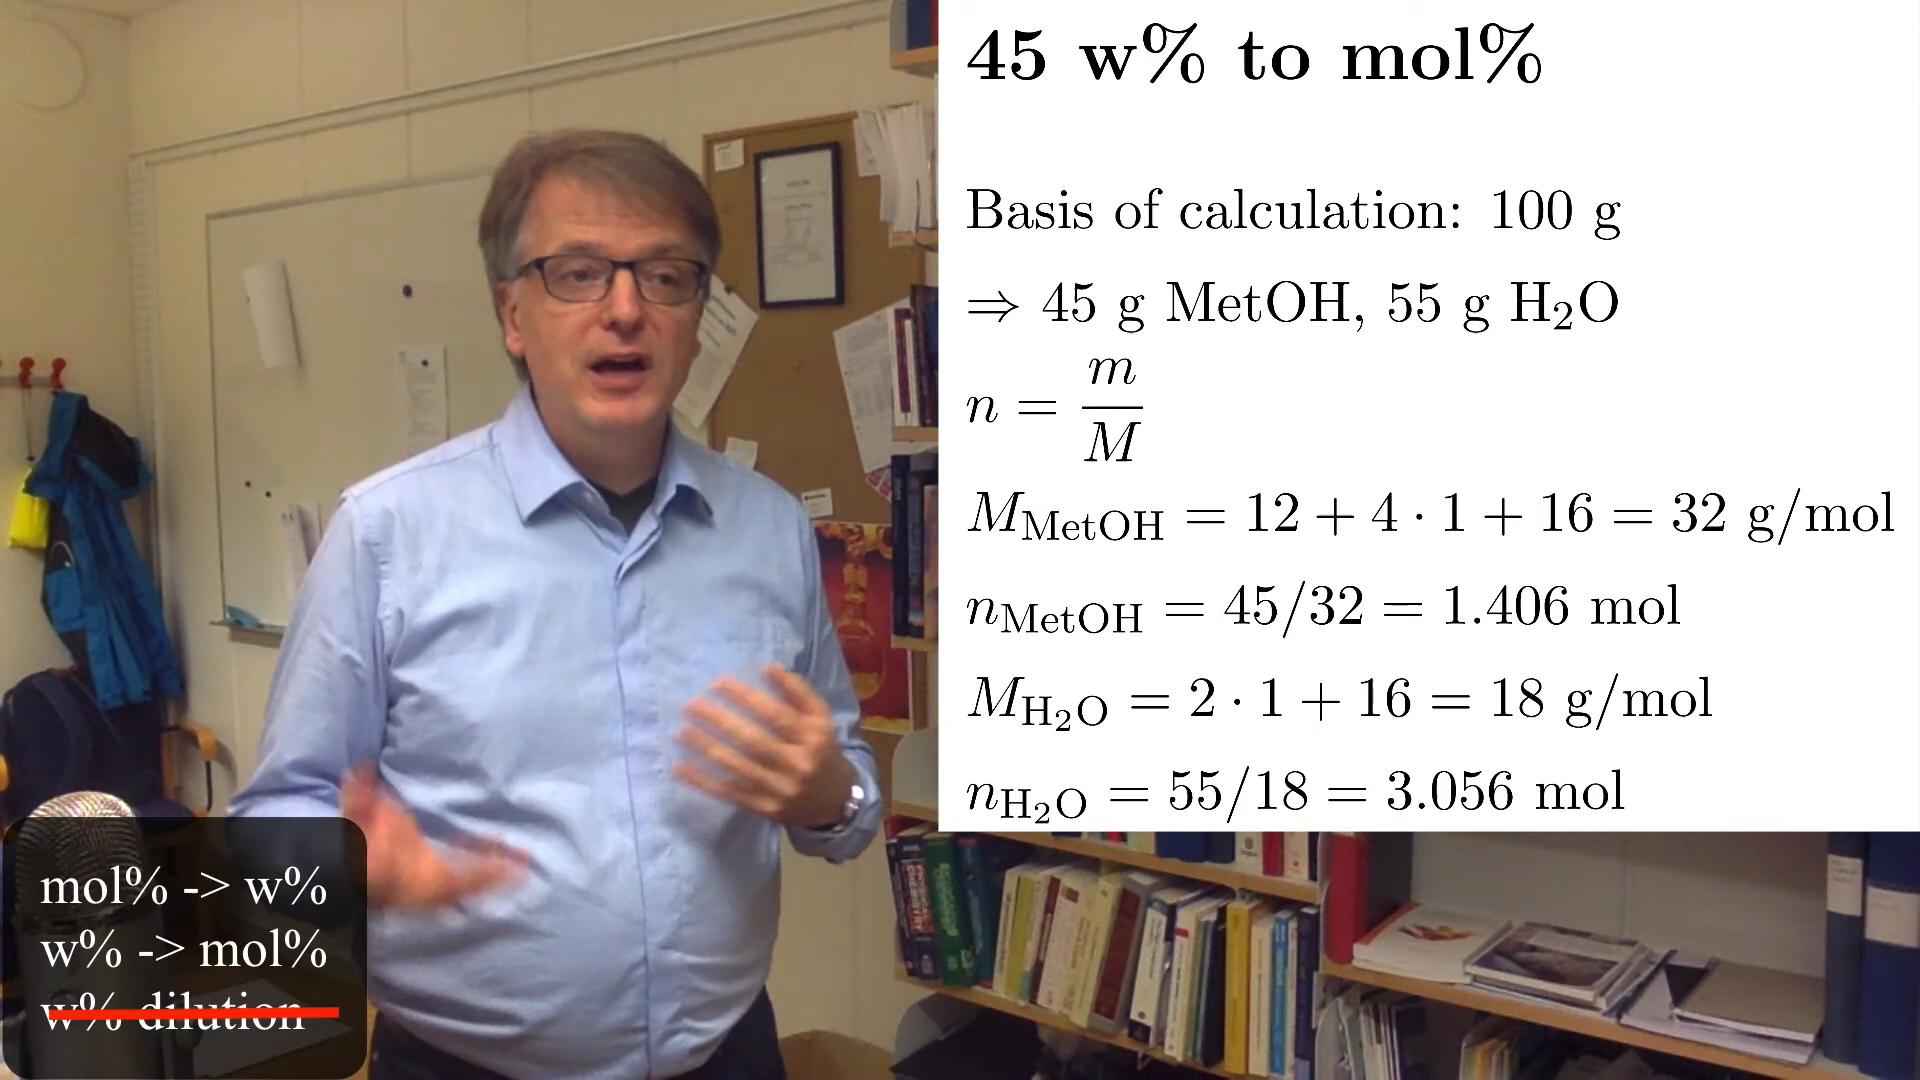 45 w% to mol%
Basis of calculation: 100 g
⇒ 45 g MetOH, 55 g H₂O
n = m/M
M_MetOH = 12 + 4 · 1 + 16 = 32 g/mol
n_MetOH = 45/32 = 1.406 mol
M_H₂O = 2 · 1 + 16 = 18 g/mol
n_H₂O = 55/18 = 3.056 mol
mol% -> w%
w% -> mol%
w% dilution